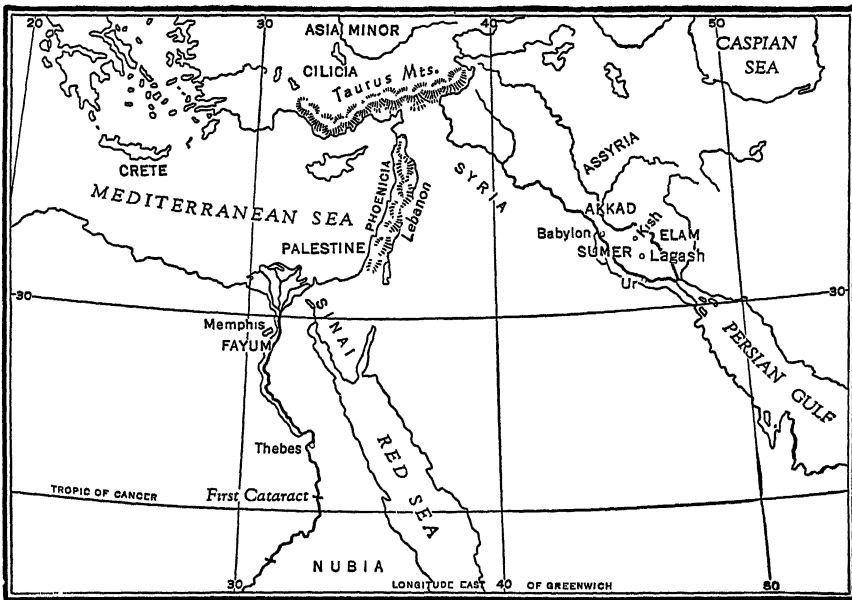 20
30
40
50
ASIA MINOR
CASPIAN
SEA
CILICIA
Taurus Mts.
ASSYRIA
CRETE
SYRIA
PHOENICIA
Lebanon
MEDITERRANEAN SEA
AKKAD
Kish
Babylon
ELAM
PALESTINE
SUMER
Lagash
Ur
30
30
SINAI
Memphis
FAYUM
PERSIAN GULF
Thebes
RED SEA
TROPIC OF CANCER
First Cataract
NUBIA
30
LONGITUDE EAST 40 OF GREENWICH
50